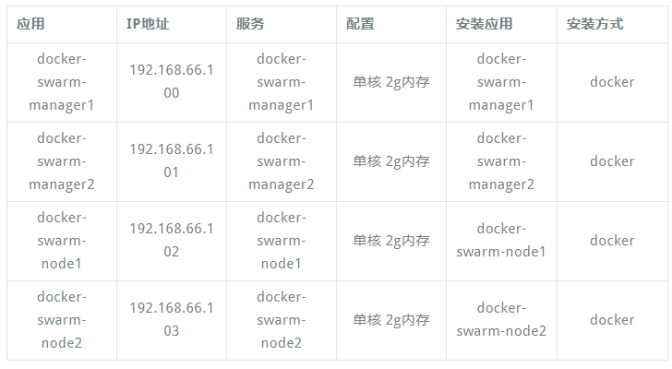 应用 IP地址 服务 配置 安装应用 安装方式
docker-swarm-manager1 192.168.66.100 docker-swarm-manager1 单核 2g内存 docker-swarm-manager1 docker
docker-swarm-manager2 192.168.66.101 docker-swarm-manager2 单核 2g内存 docker-swarm-manager2 docker
docker-swarm-node1 192.168.66.102 docker-swarm-node1 单核 2g内存 docker-swarm-node1 docker
docker-swarm-node2 192.168.66.103 docker-swarm-node2 单核 2g内存 docker-swarm-node2 docker